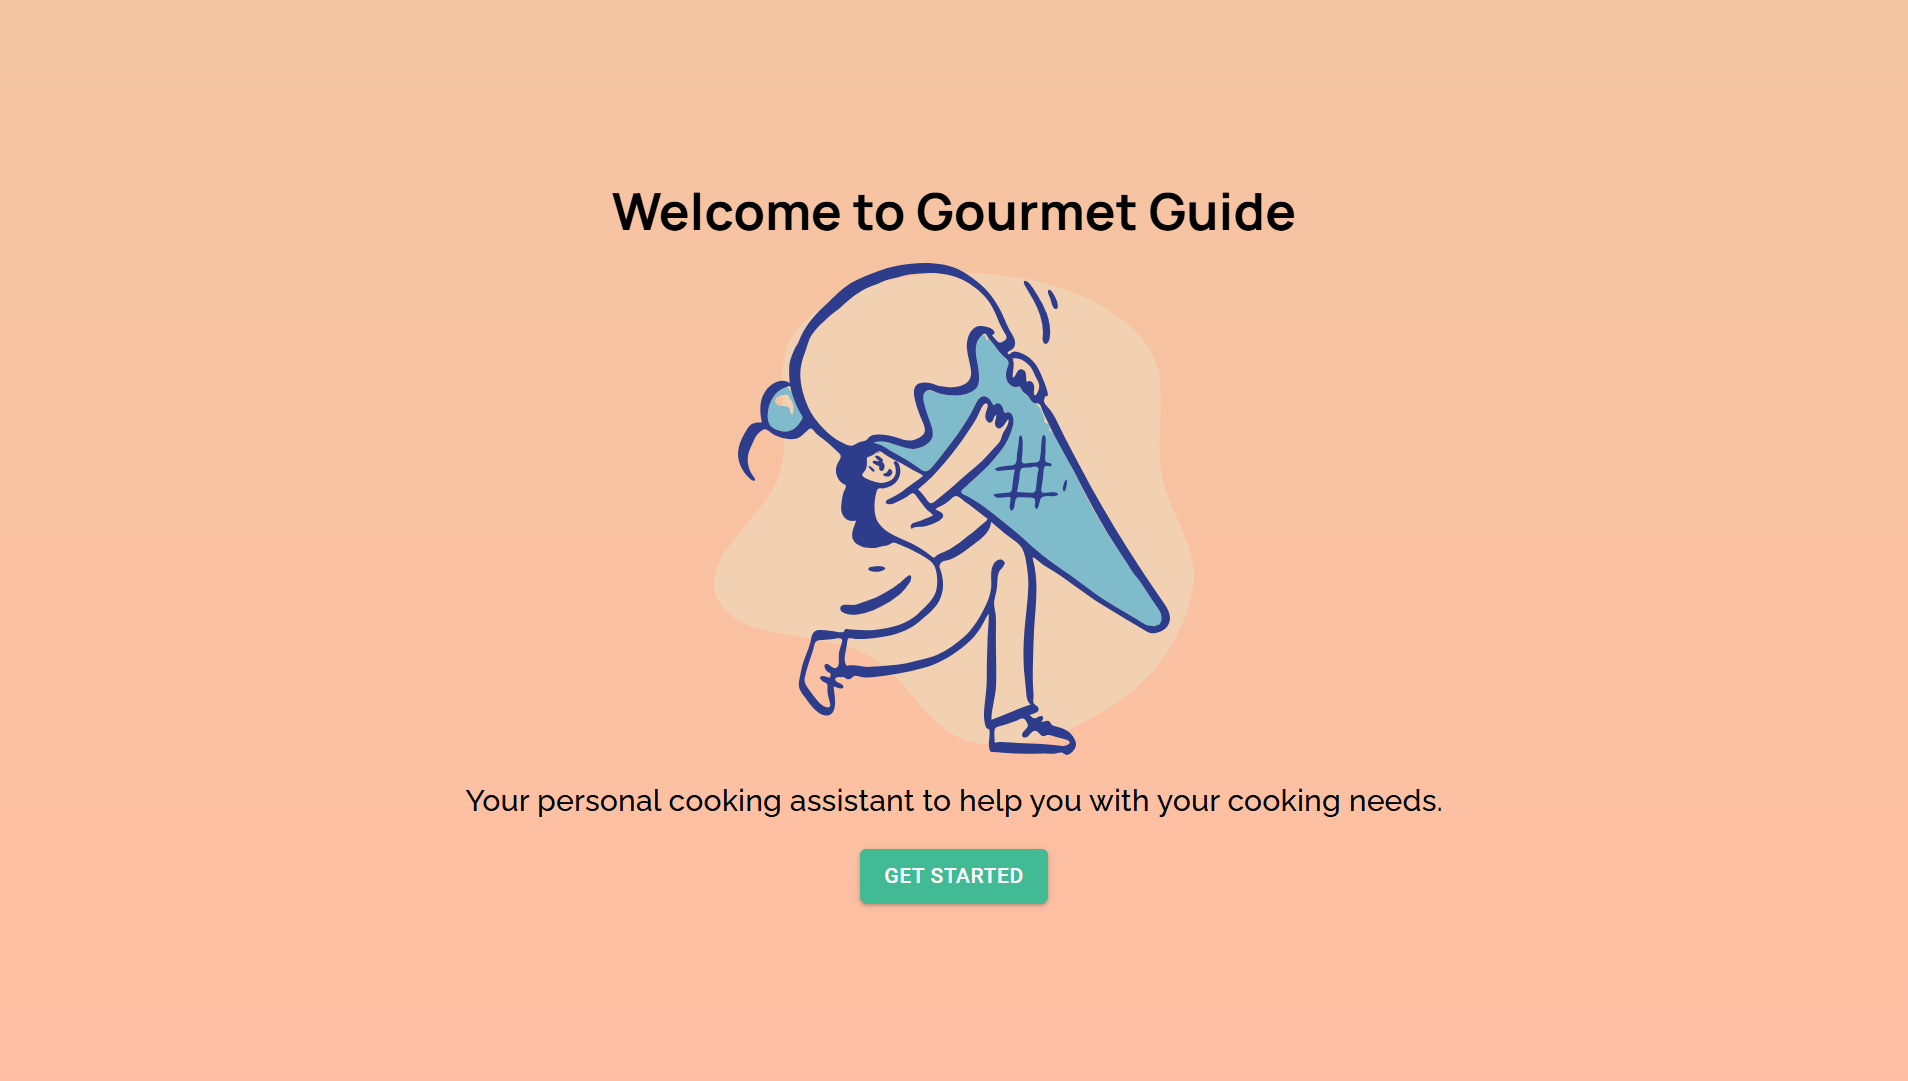 Welcome to Gourmet Guide
Your personal cooking assistant to help you with your cooking needs.
GET STARTED